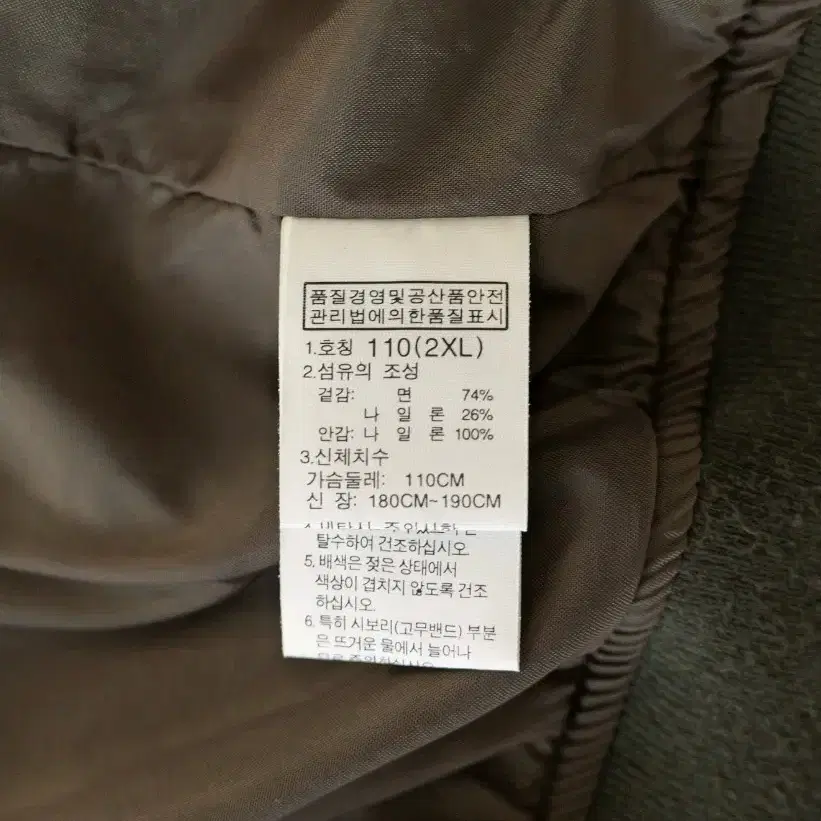 품질경영및공산품안전
관리법에의한품질표시
1.호칭 110(2XL)
2.섬유의 조성
겉감: 면 74%
나 일 론 26%
안감: 나 일 론 100%
3.신체치수
가슴둘레: 110CM
신 장: 180CM~190CM
탈수하여 건조하십시오.
5, 배색은 젖은 상태에서
색상이 겹치지 않도록 건조
하십시오.
6. 특히 시보리(고무밴드) 부분
은 뜨거운 물에서 늘어나